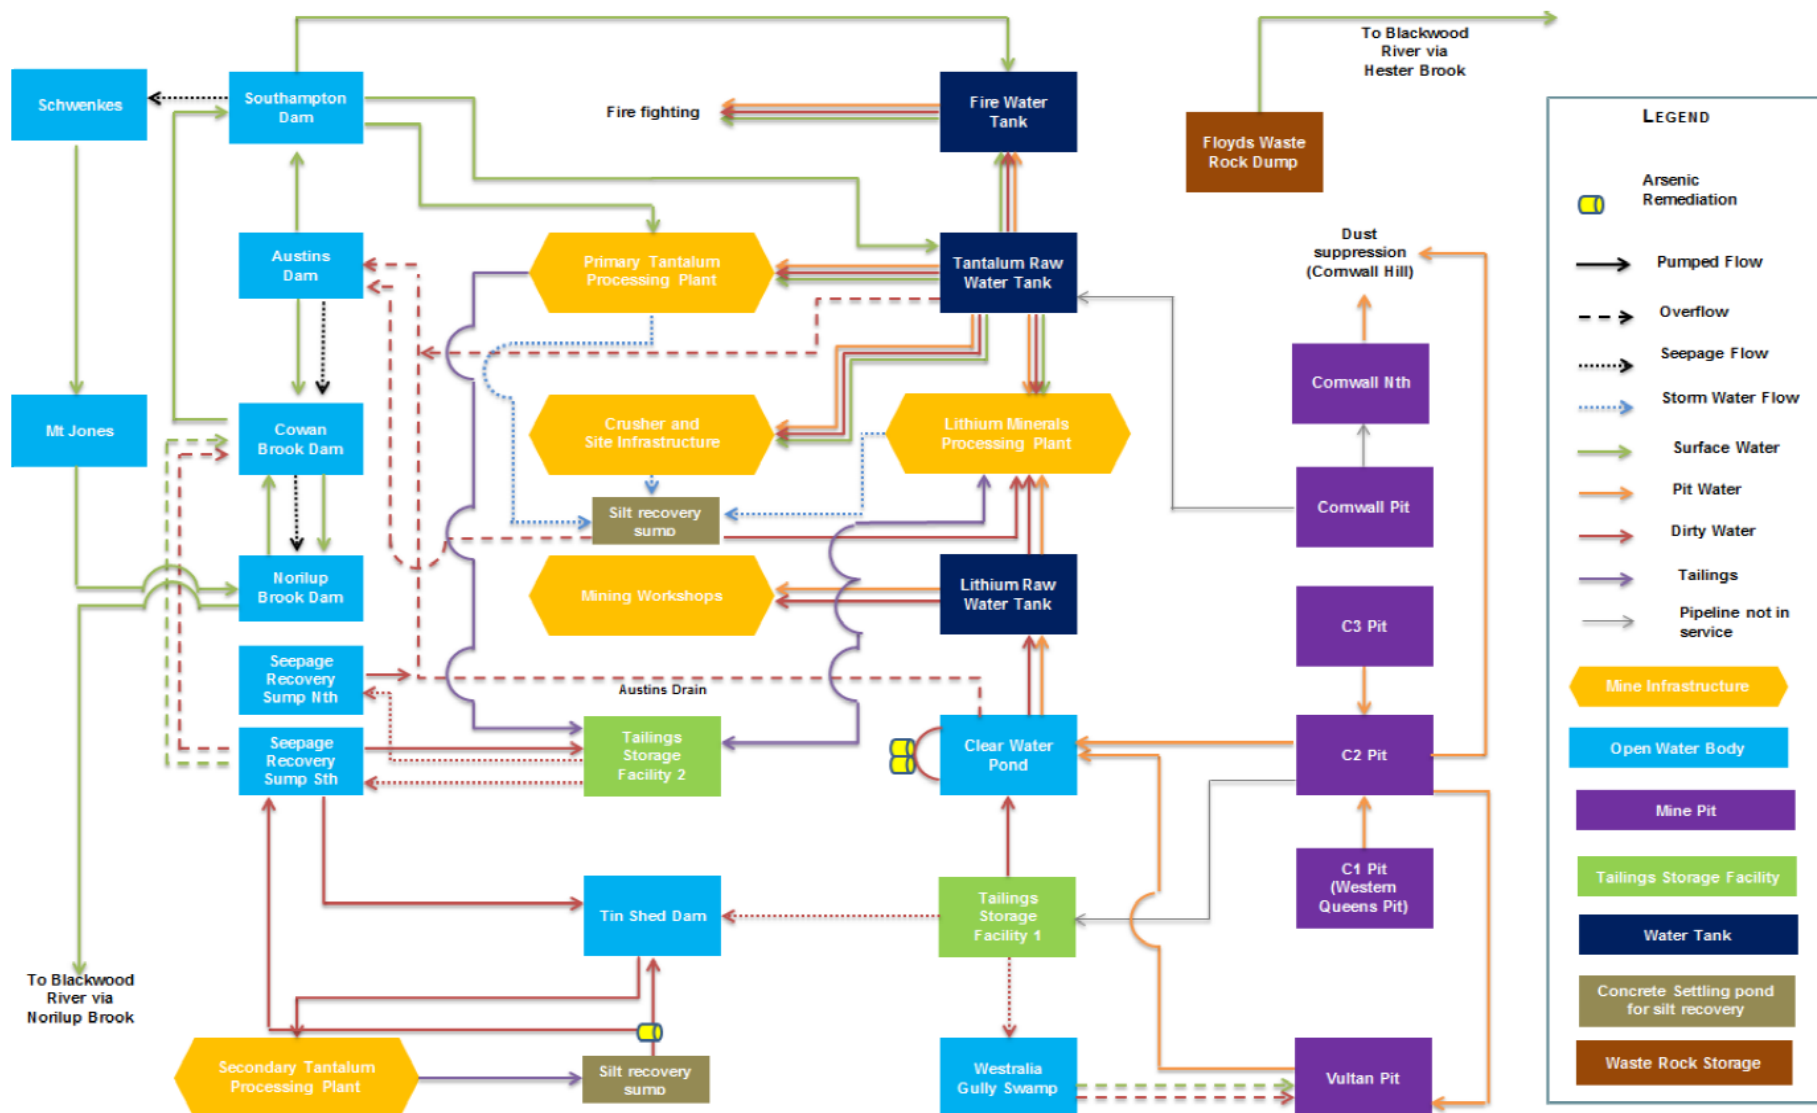 To Blackwood
River via
Hester Brook
Schwenkes
Southampton
Dam
Fire fighting
Fire Water
Tank
Floyds Waste
Rock Dump
Austins
Dam
Primary Tantalum
Processing Plant
Tantalum Raw
Water Tank
Dust
suppression
(Cornwall Hill)
Cornwall Nth
Mt Jones
Cowan
Brook Dam
Crusher and
Site Infrastructure
Lithium Minerals
Processing Plant
Cornwall Pit
Silt recovery
sump
Norilup
Brook Dam
Mining Workshops
Lithium Raw
Water Tank
C3 Pit
Seepage
Recovery
Sump Nth
Austins Drain
Seepage
Recovery
Sump Sth
Tailings
Storage
Facility 2
Clear Water
Pond
C2 Pit
C1 Pit
(Western
Queens Pit)
Tin Shed Dam
Tailings
Storage
Facility 1
To Blackwood
River via
Norilup Brook
Secondary Tantalum
Processing Plant
Silt recovery
sump
Westralia
Gully Swamp
Vultan Pit
LEGEND
Arsenic
Remediation
Pumped Flow
Overflow
Seepage Flow
Storm Water Flow
Surface Water
Pit Water
Dirty Water
Tailings
Pipeline not in
service
Mine Infrastructure
Open Water Body
Mine Pit
Tailings Storage Facility
Water Tank
Concrete Settling pond
for silt recovery
Waste Rock Storage